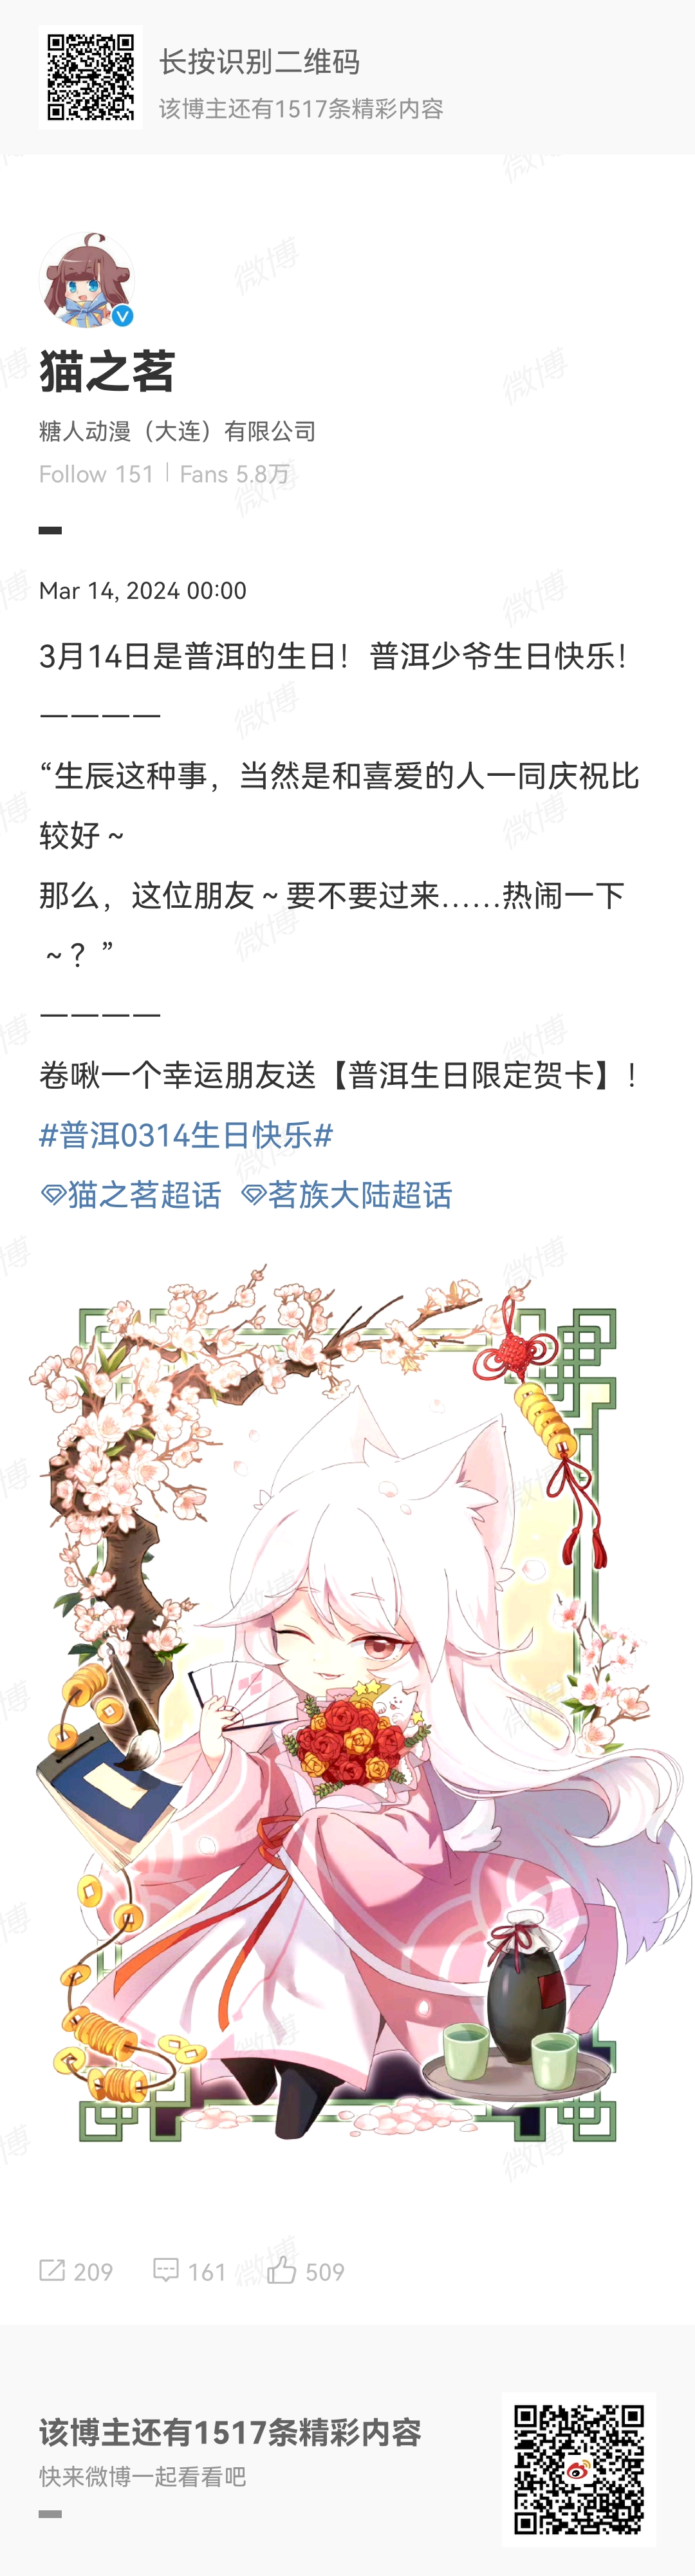 长按识别二维码
该博主还有1517条精彩内容
猫之茗
糖人动漫（大连）有限公司
Follow 151 | Fans 5.8万
Mar 14, 2024 00:00
3月14日是普洱的生日！普洱少爷生日快乐！
————
“生辰这种事，当然是和喜爱的人一同庆祝比
较好～
那么，这位朋友～要不要过来……热闹一下
～？”
————
卷啾一个幸运朋友送【普洱生日限定贺卡】！
#普洱0314生日快乐#
猫之茗超话 茗族大陆超话
209 161 509
该博主还有1517条精彩内容
快来微博一起看看吧
微博